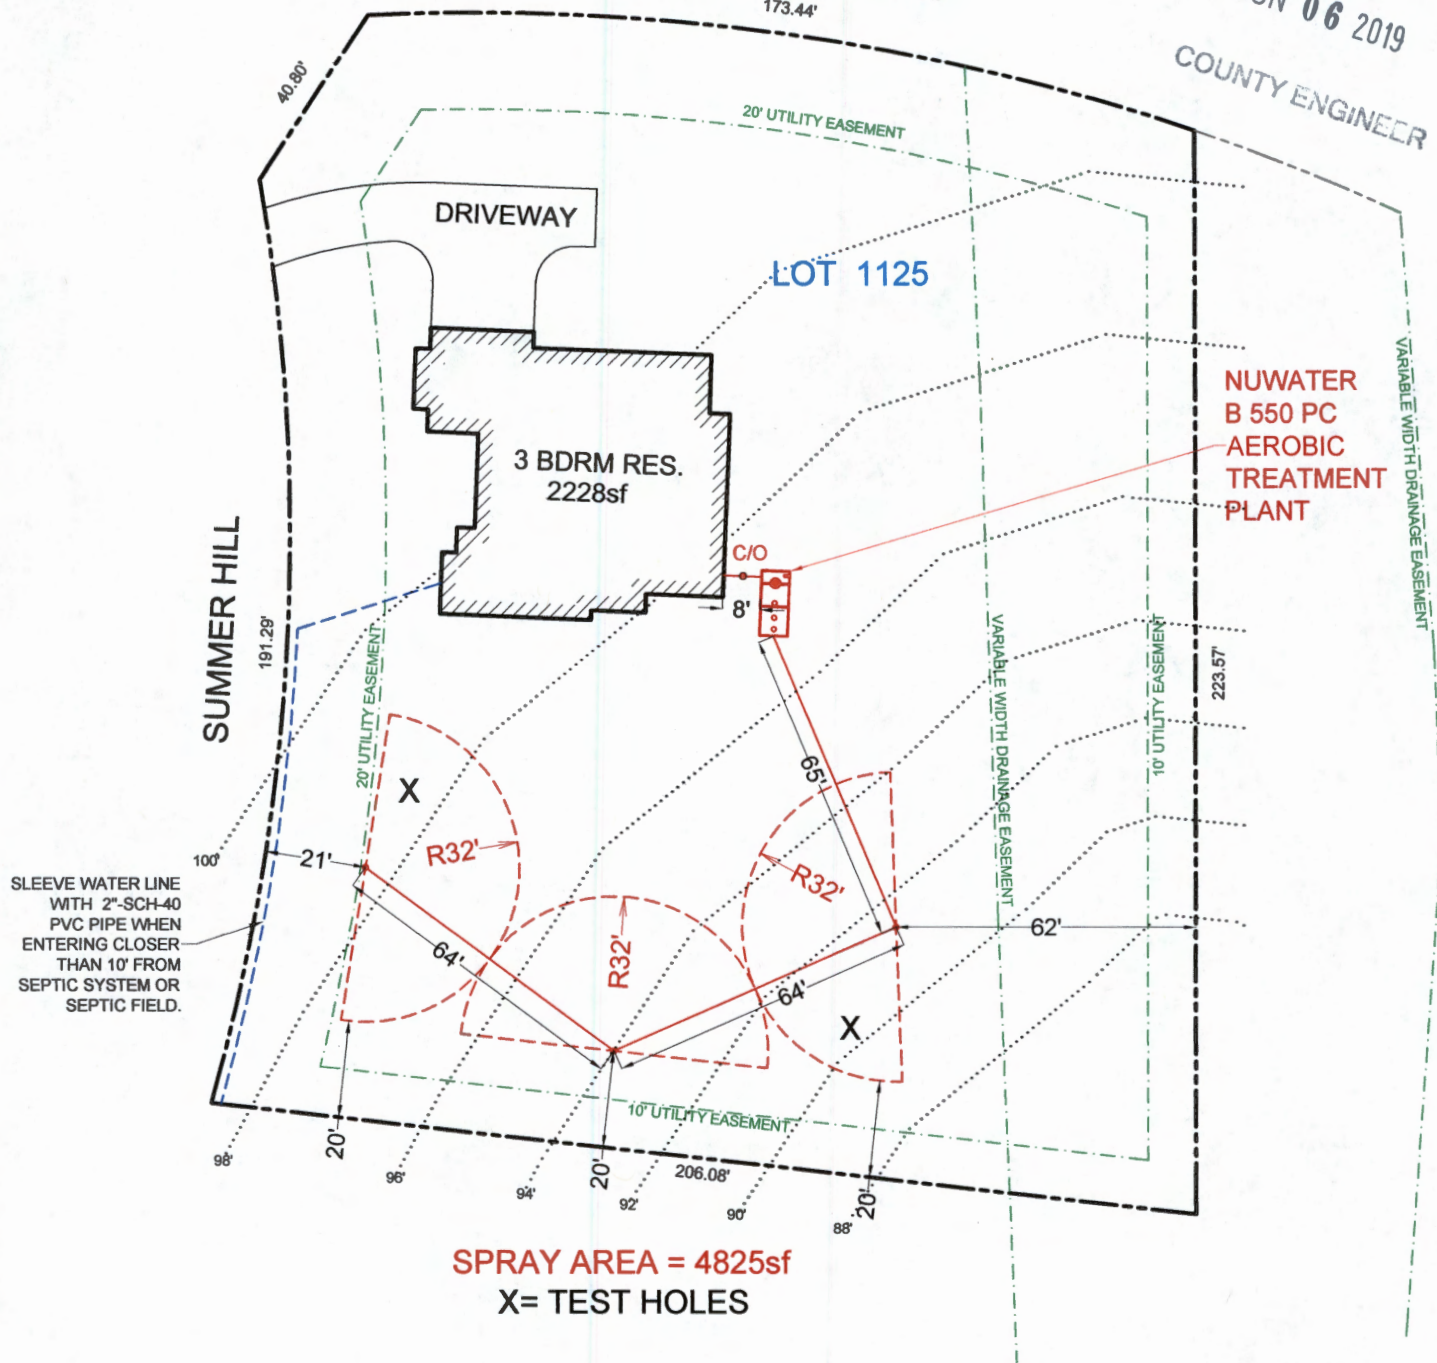 173.44'
06 2019
COUNTY ENGINEER
40.80'
20' UTILITY EASEMENT
DRIVEWAY
LOT 1125
VARIABLE WIDTH DRAINAGE EASEMENT
NUWATER
B 550 PC
AEROBIC
TREATMENT
PLANT
3 BDRM RES.
2228sf
C/O
8'
SUMMER HILL
191.29'
20' UTILITY EASEMENT
VARIABLE WIDTH DRAINAGE EASEMENT
10' UTILITY EASEMENT
223.57'
65'
X
R32'
R32'
100'
21'
SLEEVE WATER LINE
WITH 2"-SCH-40
PVC PIPE WHEN
ENTERING CLOSER
THAN 10' FROM
SEPTIC SYSTEM OR
SEPTIC FIELD.
64'
R32'
62'
64'
X
10' UTILITY EASEMENT
98'
20'
96'
94'
20'
206.08'
92'
90'
88'
20'
SPRAY AREA = 4825sf
X= TEST HOLES